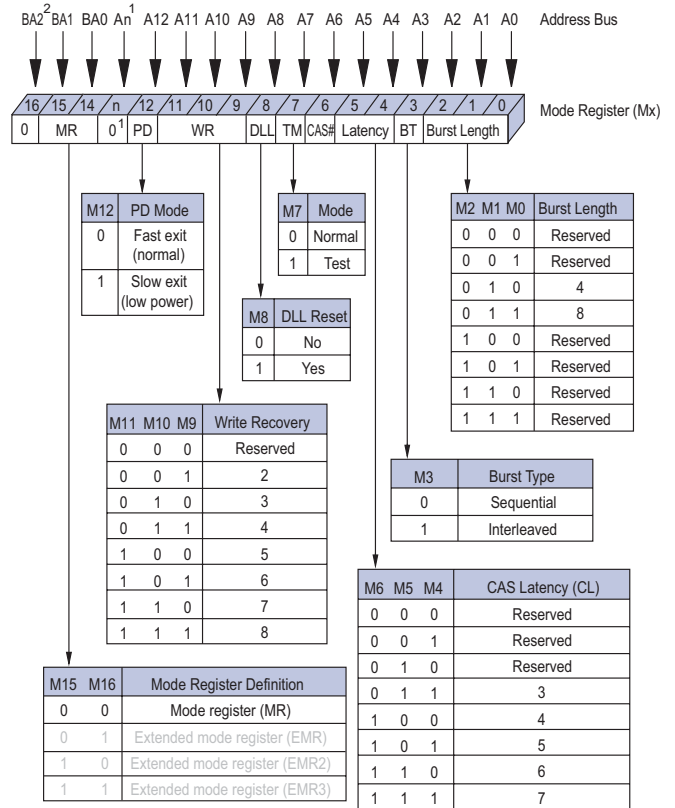 BA2² BA1 BA0 An¹ A12 A11 A10 A9 A8 A7 A6 A5 A4 A3 A2 A1 A0 Address Bus
16 15 14 n 12 11 10 9 8 7 6 5 4 3 2 1 0 Mode Register (Mx)
0 MR 0¹ PD WR DLL TM CAS# Latency BT Burst Length
M12 PD Mode
0 Fast exit
(normal)
1 Slow exit
(low power)
M7 Mode
0 Normal
1 Test
M2 M1 M0 Burst Length
0 0 0 Reserved
0 0 1 Reserved
0 1 0 4
0 1 1 8
1 0 0 Reserved
1 0 1 Reserved
1 1 0 Reserved
1 1 1 Reserved
M8 DLL Reset
0 No
1 Yes
M11 M10 M9 Write Recovery
0 0 0 Reserved
0 0 1 2
0 1 0 3
0 1 1 4
1 0 0 5
1 0 1 6
1 1 0 7
1 1 1 8
M3 Burst Type
0 Sequential
1 Interleaved
M6 M5 M4 CAS Latency (CL)
0 0 0 Reserved
0 0 1 Reserved
0 1 0 Reserved
0 1 1 3
1 0 0 4
1 0 1 5
1 1 0 6
1 1 1 7
M15 M16 Mode Register Definition
0 0 Mode register (MR)
0 1 Extended mode register (EMR)
1 0 Extended mode register (EMR2)
1 1 Extended mode register (EMR3)